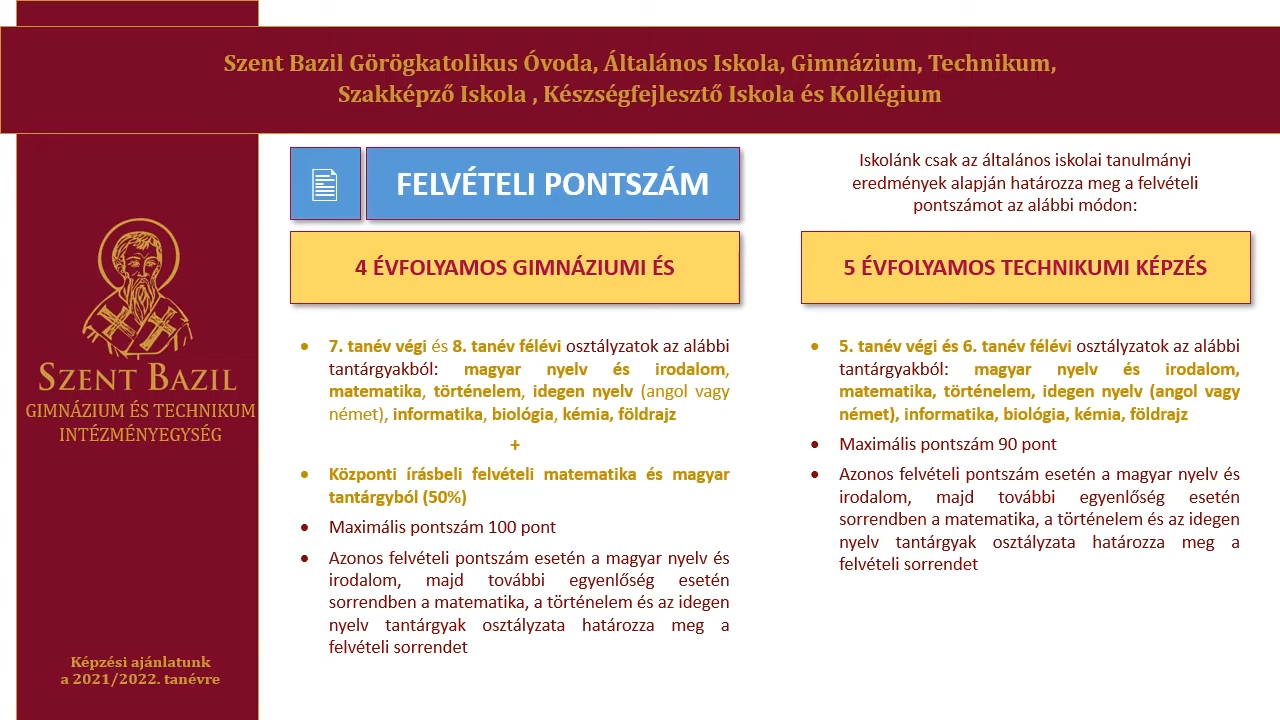 Szent Bazil Görögkatolikus Óvoda, Általános Iskola, Gimnázium, Technikum,
Szakképző Iskola , Készségfejlesztő Iskola és Kollégium
SZENT BAZIL
GIMNÁZIUM ÉS TECHNIKUM
INTÉZMÉNYEGYSÉG
Képzési ajánlatunk
a 2021/2022. tanévre
FELVÉTELI PONTSZÁM
4 ÉVFOLYAMOS GIMNÁZIUMI ÉS
• 7. tanév végi és 8. tanév félévi osztályzatok az alábbi
tantárgyakból: magyar nyelv és irodalom,
matematika, történelem, idegen nyelv (angol vagy
német), informatika, biológia, kémia, földrajz
+
• Központi írásbeli felvételi matematika és magyar
tantárgyból (50%)
• Maximális pontszám 100 pont
• Azonos felvételi pontszám esetén a magyar nyelv és
irodalom, majd további egyenlőség esetén
sorrendben a matematika, a történelem és az idegen
nyelv tantárgyak osztályzata határozza meg a
felvételi sorrendet
Iskolánk csak az általános iskolai tanulmányi
eredmények alapján határozza meg a felvételi
pontszámot az alábbi módon:
5 ÉVFOLYAMOS TECHNIKUMI KÉPZÉS
• 5. tanév végi és 6. tanév félévi osztályzatok az alábbi
tantárgyakból: magyar nyelv és irodalom,
matematika, történelem, idegen nyelv (angol vagy
német), informatika, biológia, kémia, földrajz
• Maximális pontszám 90 pont
• Azonos felvételi pontszám esetén a magyar nyelv és
irodalom, majd további egyenlőség esetén
sorrendben a matematika, a történelem és az idegen
nyelv tantárgyak osztályzata határozza meg a
felvételi sorrendet